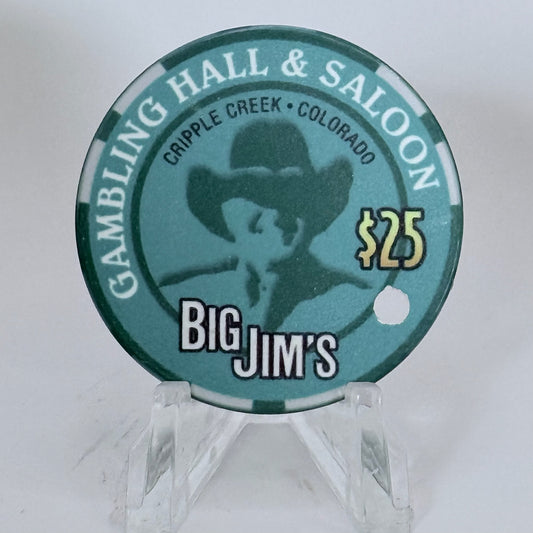 GAMBLING HALL & SALOON
CRIPPLE CREEK • COLORADO
$25
BIG
JIM'S